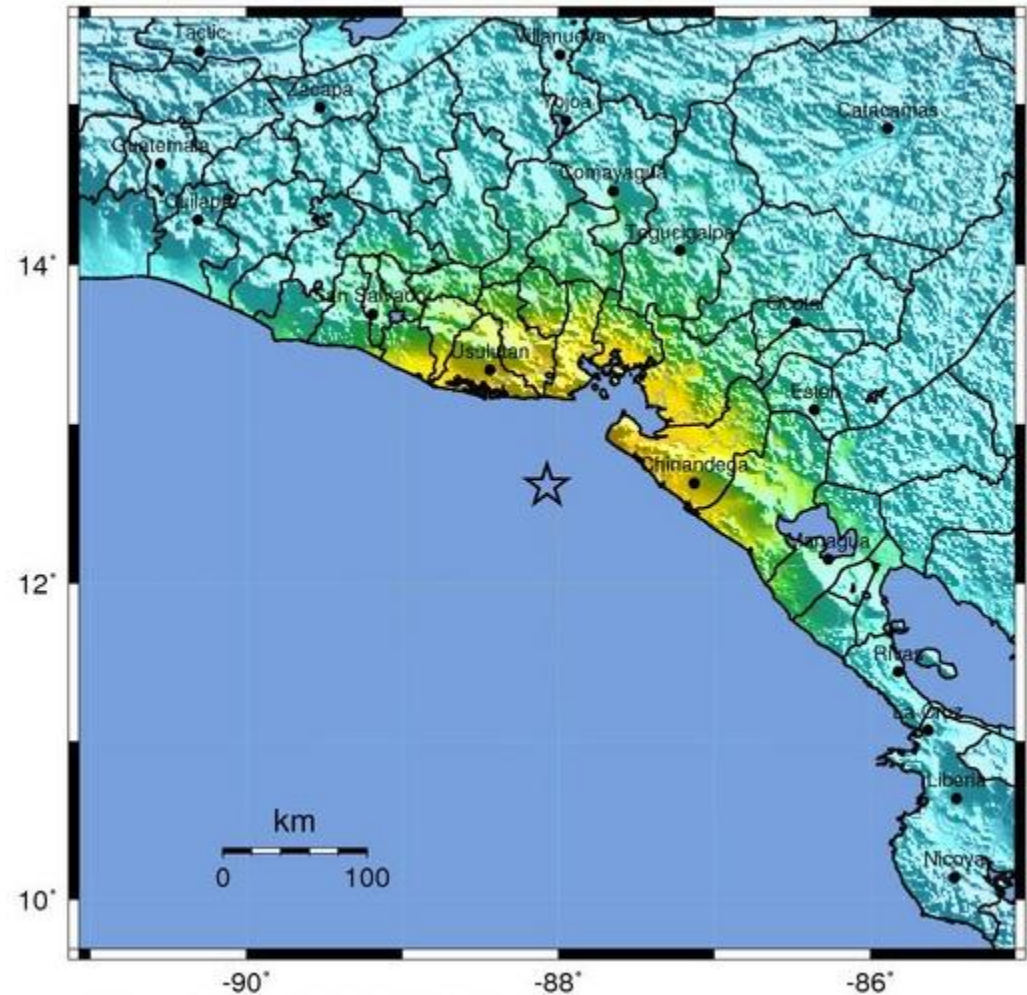 Tactic
Villanueva
Zacapa
Yojoa
Catacamas
Guatemala
Comayagua
Cuilapa
Tegucigalpa
14°
San Salvador
Ocotal
Usulutan
Esteli
Chinandega
Managua
12°
Rivas
La Cruz
km
Liberia
0 100
Nicoya
10°
-90° -88° -86°